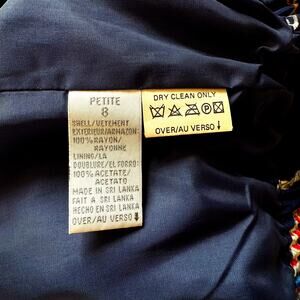 PETITE
8
SHELL/VETEMENT
EXTERIEUR/ARMAZON:
100% RAYON/
RAYONNE
LINING/LA
DOUBLURE/EL FORRO:
100% ACETATE/
ACETATO
MADE IN SRI LANKA
FAIT À SRI LANKA
HECHO EN SRI LANKA
OVER/AU VERSO ↓
DRY CLEAN ONLY
P
OVER/AU VERSO ↓